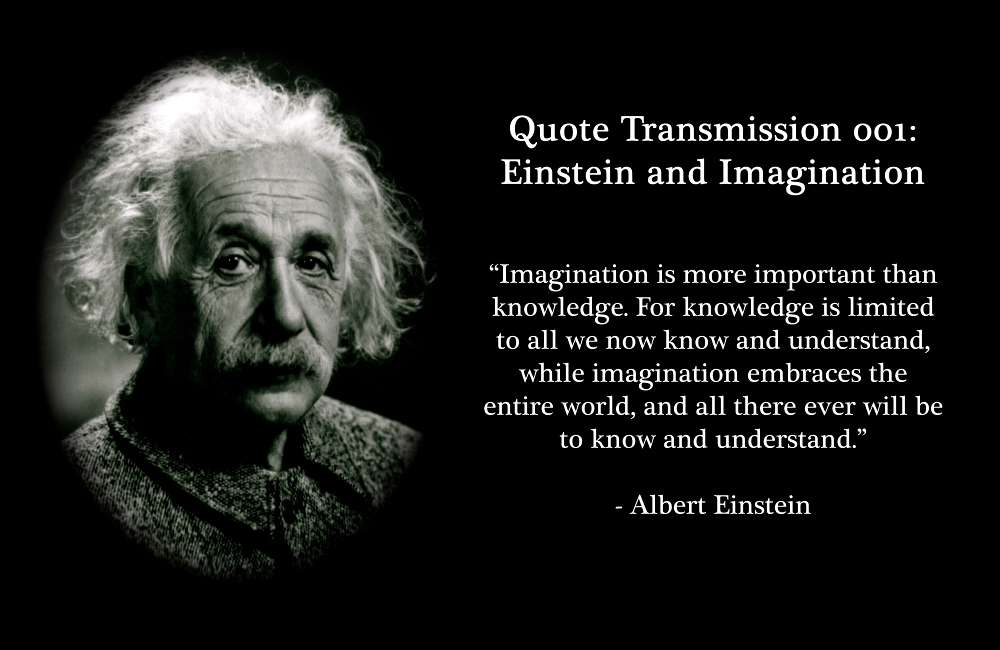 Quote Transmission 001:
Einstein and Imagination
“Imagination is more important than
knowledge. For knowledge is limited
to all we now know and understand,
while imagination embraces the
entire world, and all there ever will be
to know and understand.”
- Albert Einstein